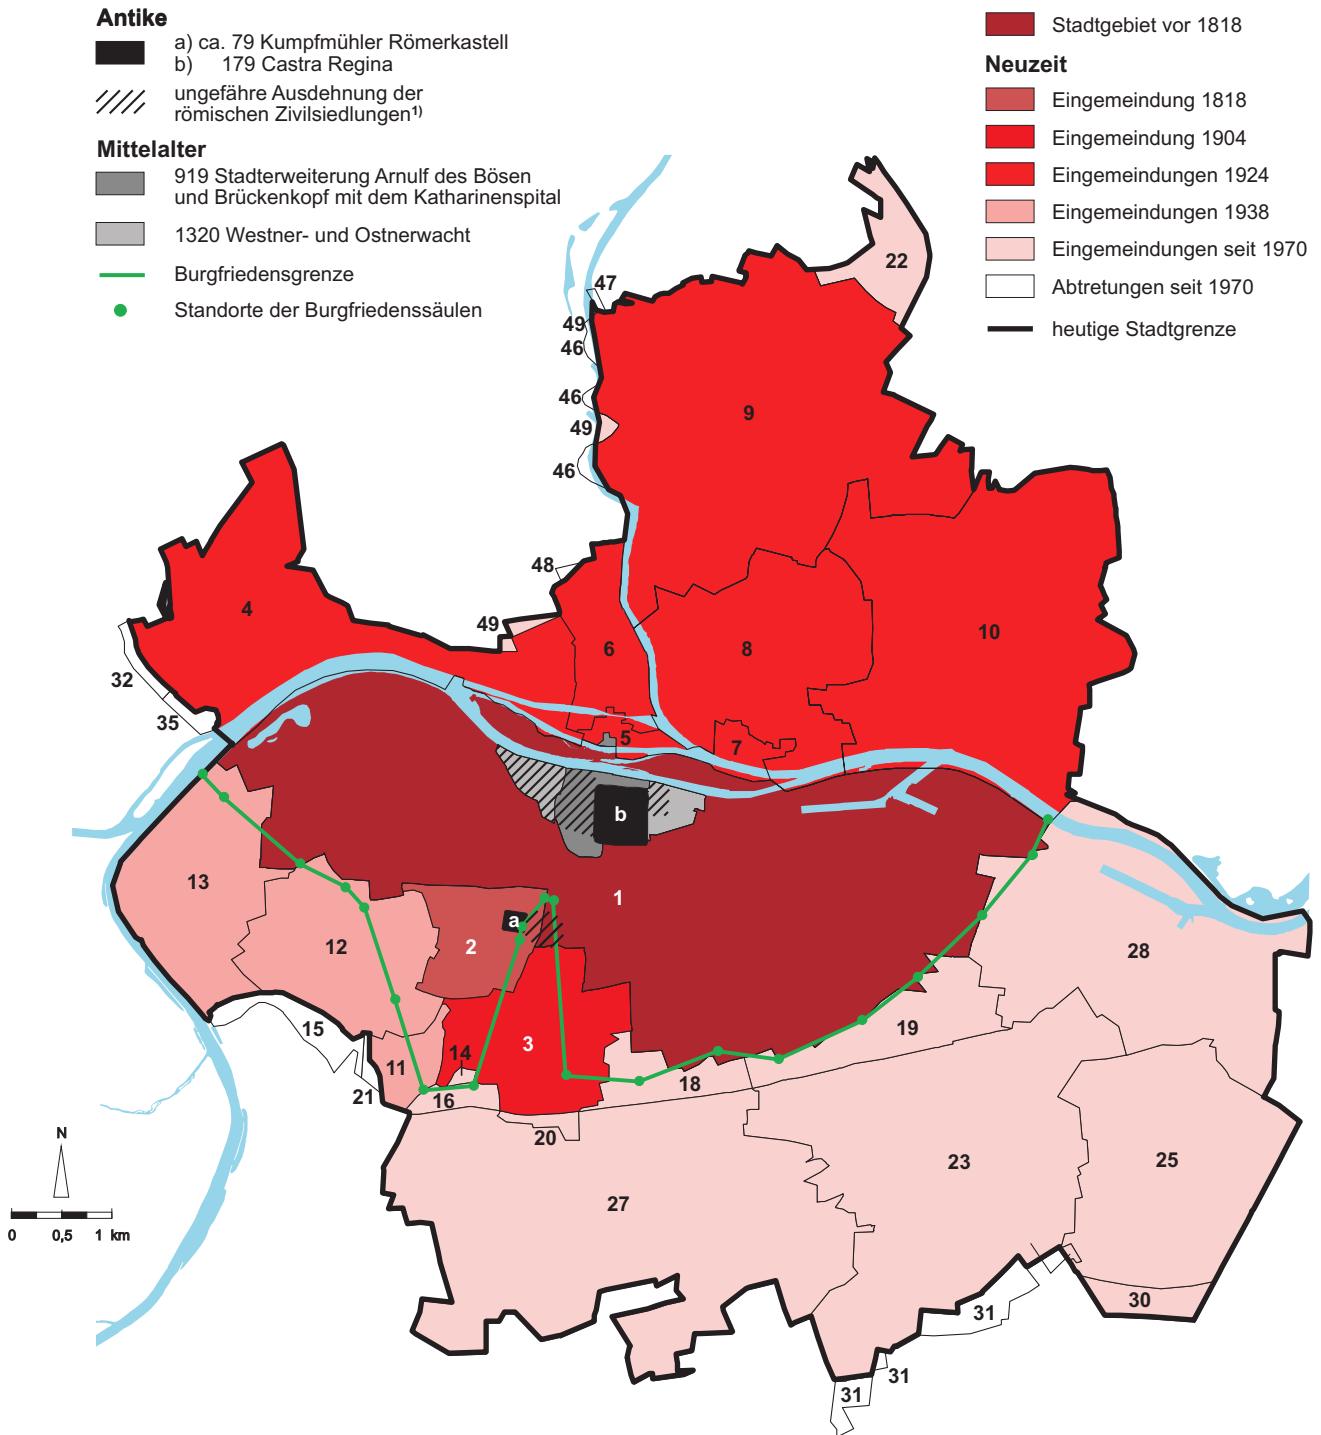 Antike
a) ca. 79 Kumpfmühler Römerkastell
b) 179 Castra Regina
ungefähre Ausdehnung der
römischen Zivilsiedlungen¹⁾
Mittelalter
919 Stadterweiterung Arnulf des Bösen
und Brückenkopf mit dem Katharinenspital
1320 Westner- und Ostnerwacht
Burgfriedensgrenze
Standorte der Burgfriedenssäulen
Stadtgebiet vor 1818
Neuzeit
Eingemeindung 1818
Eingemeindung 1904
Eingemeindungen 1924
Eingemeindungen 1938
Eingemeindungen seit 1970
Abtretungen seit 1970
heutige Stadtgrenze
22
47
49
46
46
9
49
46
48
4
49
6
8
10
32
35
5
7
b
13
1
a
12
2
28
15
19
3
14
11
18
21
16
20
N
23
25
27
0 0,5 1 km
30
31
31
31